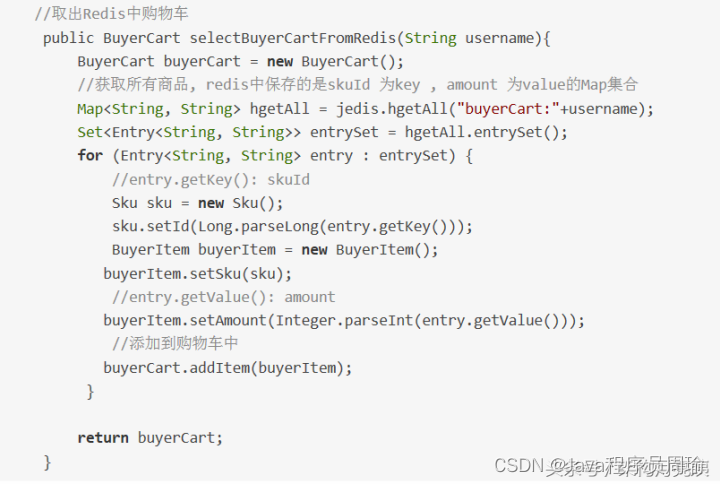 //取出Redis中购物车
public BuyerCart selectBuyerCartFromRedis(String username){
BuyerCart buyerCart = new BuyerCart();
//获取所有商品, redis中保存的是skuId 为key , amount 为value的Map集合
Map<String, String> hgetAll = jedis.hgetAll("buyerCart:"+username);
Set<Entry<String, String>> entrySet = hgetAll.entrySet();
for (Entry<String, String> entry : entrySet) {
//entry.getKey(): skuId
Sku sku = new Sku();
sku.setId(Long.parseLong(entry.getKey()));
BuyerItem buyerItem = new BuyerItem();
buyerItem.setSku(sku);
//entry.getValue(): amount
buyerItem.setAmount(Integer.parseInt(entry.getValue()));
//添加到购物车中
buyerCart.addItem(buyerItem);
}
return buyerCart;
}
CSDN @Java程序员周瑜